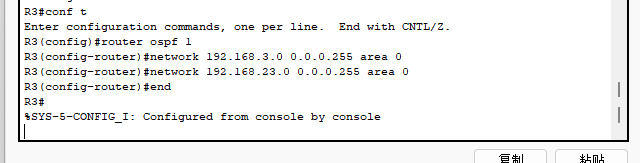 R3#conf t
Enter configuration commands, one per line.  End with CNTL/Z.
R3(config)#router ospf 1
R3(config-router)#network 192.168.3.0 0.0.0.255 area 0
R3(config-router)#network 192.168.23.0 0.0.0.255 area 0
R3(config-router)#end
R3#
%SYS-5-CONFIG_I: Configured from console by console
复制 粘贴